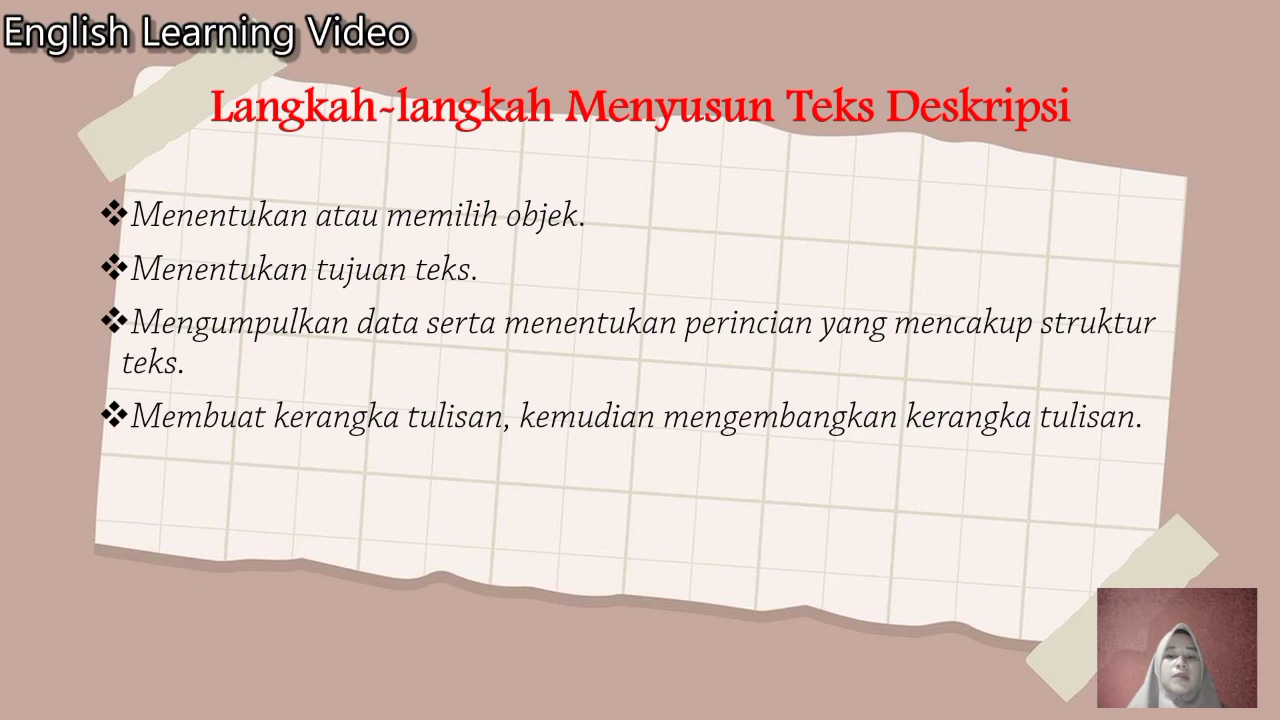 English Learning Video
Langkah-langkah Menyusun Teks Deskripsi
❖Menentukan atau memilih objek.
❖Menentukan tujuan teks.
❖Mengumpulkan data serta menentukan perincian yang mencakup struktur
teks.
❖Membuat kerangka tulisan, kemudian mengembangkan kerangka tulisan.